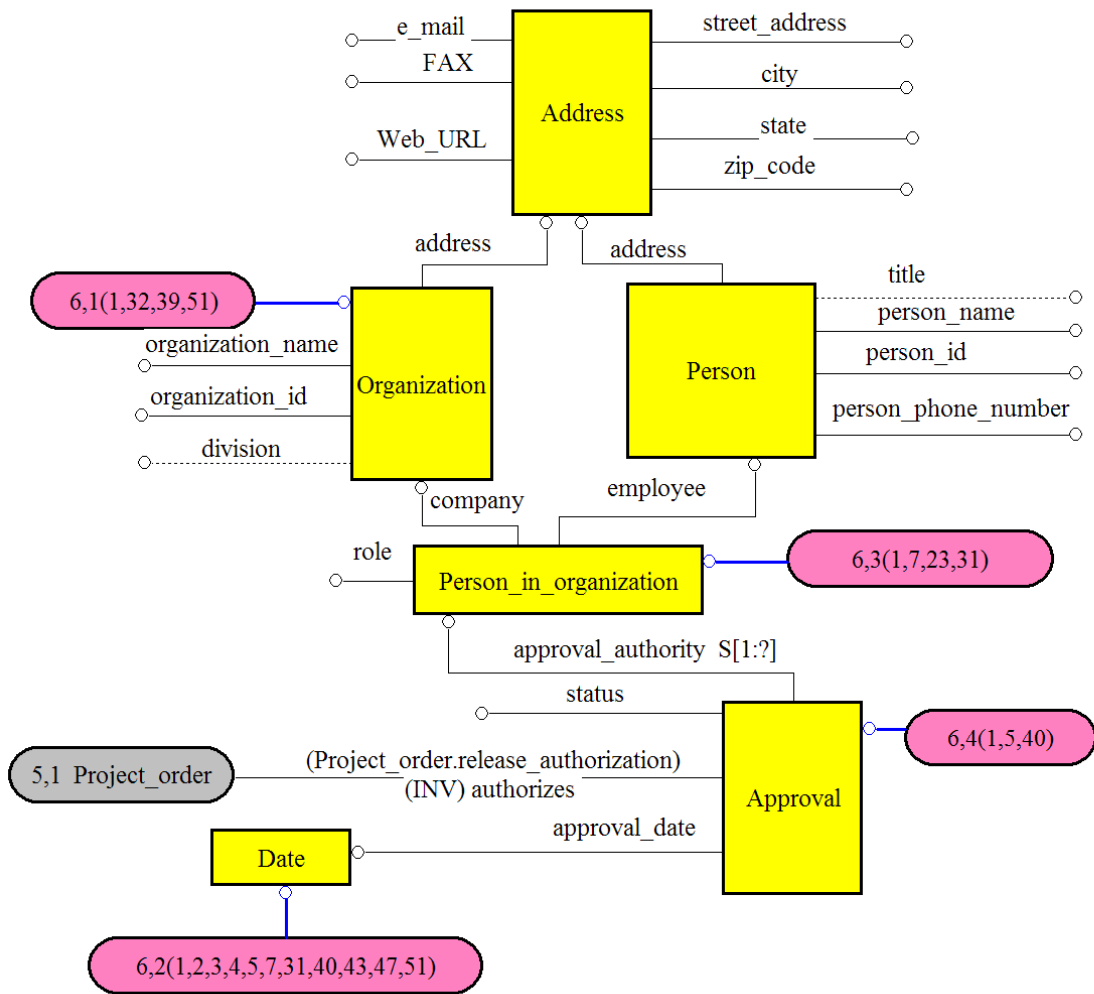 e_mail
street_address
FAX
city
Address
state
Web_URL
zip_code
address
address
title
6,1(1,32,39,51)
person_name
organization_name
person_id
Person
Organization
organization_id
person_phone_number
division
employee
company
role
6,3(1,7,23,31)
Person_in_organization
approval_authority S[1:?]
status
6,4(1,5,40)
(Project_order.release_authorization)
5,1 Project_order
(INV) authorizes
Approval
approval_date
Date
6,2(1,2,3,4,5,7,31,40,43,47,51)